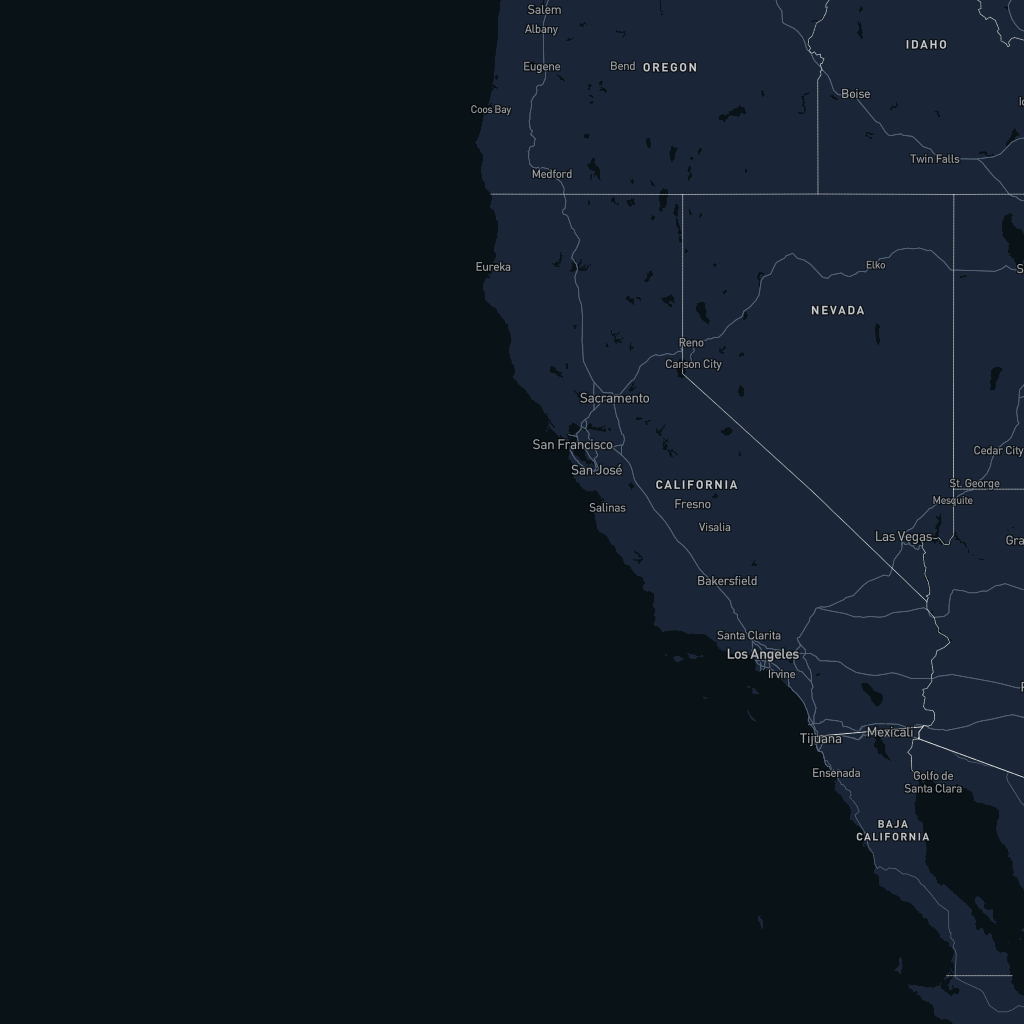 Salem
Albany
IDAHO
Eugene
Bend
OREGON
Boise
Coos Bay
Twin Falls
Medford
Eureka
Elko
NEVADA
Reno
Carson City
Sacramento
San Francisco
Cedar City
San José
CALIFORNIA
St. George
Mesquite
Fresno
Salinas
Visalia
Las Vegas
Gra
Bakersfield
Santa Clarita
Los Angeles
Irvine
Mexicali
Tijuana
Ensenada
Golfo de
Santa Clara
BAJA
CALIFORNIA